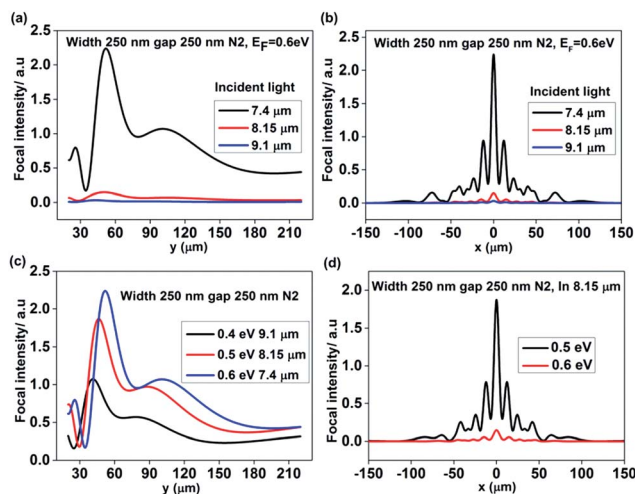 (a)
Width 250 nm gap 250 nm N2, EF=0.6eV
Incident light
7.4 μm
8.15 μm
9.1 μm
Focal intensity/ a.u
2.5
2.0
1.5
1.0
0.5
0.0
30 60 90 120 150 180 210
y (μm)
(b)
Width 250 nm gap 250 nm N2, EF=0.6eV
Incident light
7.4 μm
8.15 μm
9.1 μm
Focal intensity/ a.u
2.5
2.0
1.5
1.0
0.5
0.0
-150 -100 -50 0 50 100 150
x (μm)
(c)
Width 250 nm gap 250 nm N2
0.4 eV 9.1 μm
0.5 eV 8.15 μm
0.6 eV 7.4 μm
Focal intensity/ a.u
2.5
2.0
1.5
1.0
0.5
0.0
30 60 90 120 150 180 210
y (μm)
(d)
Width 250 nm gap 250 nm N2, In 8.15 μm
0.5 eV
0.6 eV
Focal intensity/ a.u
2.0
1.5
1.0
0.5
0.0
-150 -100 -50 0 50 100 150
x (μm)